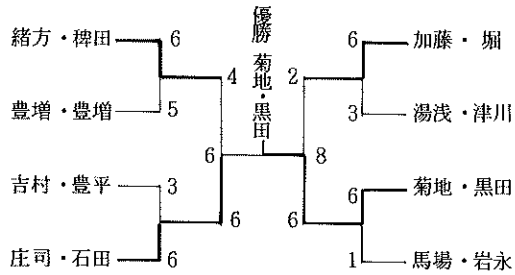 緒方・稗田 6
豊増・豊増 5
4
吉村・豊平 3
庄司・石田 6
6
6
優勝 菊地・黒田
8
2
6 加藤・堀
3 湯浅・津川
6
6 菊地・黒田
1 馬場・岩永